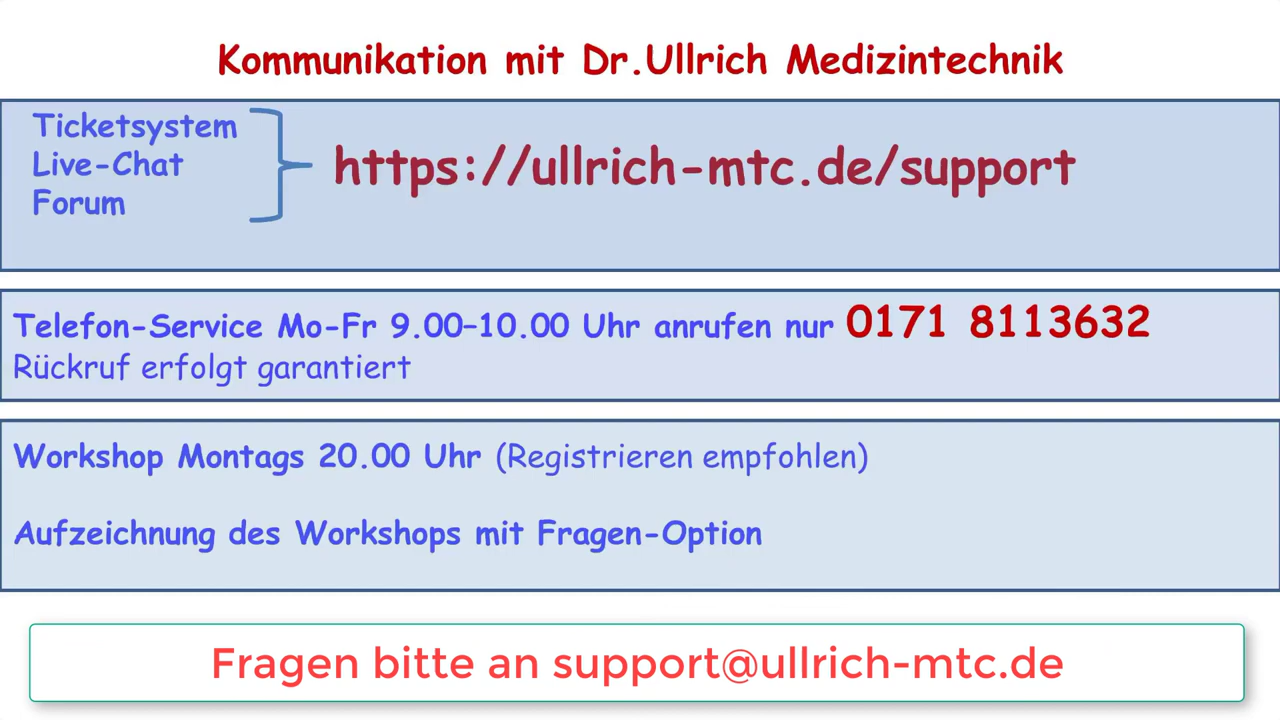 Kommunikation mit Dr.Ullrich Medizintechnik
Ticketsystem
Live-Chat
Forum
https://ullrich-mtc.de/support
Telefon-Service Mo-Fr 9.00-10.00 Uhr anrufen nur 0171 8113632
Rückruf erfolgt garantiert
Workshop Montags 20.00 Uhr (Registrieren empfohlen)
Aufzeichnung des Workshops mit Fragen-Option
Fragen bitte an support@ullrich-mtc.de